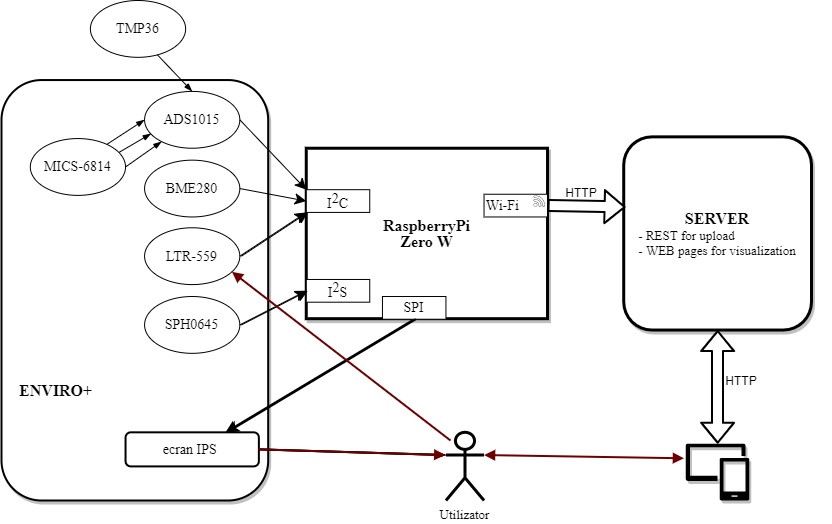 TMP36
ADS1015
MICS-6814
BME280
LTR-559
SPH0645
ENVIRO+
ecran IPS
I²C
I²S
RaspberryPi
Zero W
Wi-Fi
SPI
HTTP
SERVER
- REST for upload
- WEB pages for visualization
HTTP
Utilizator